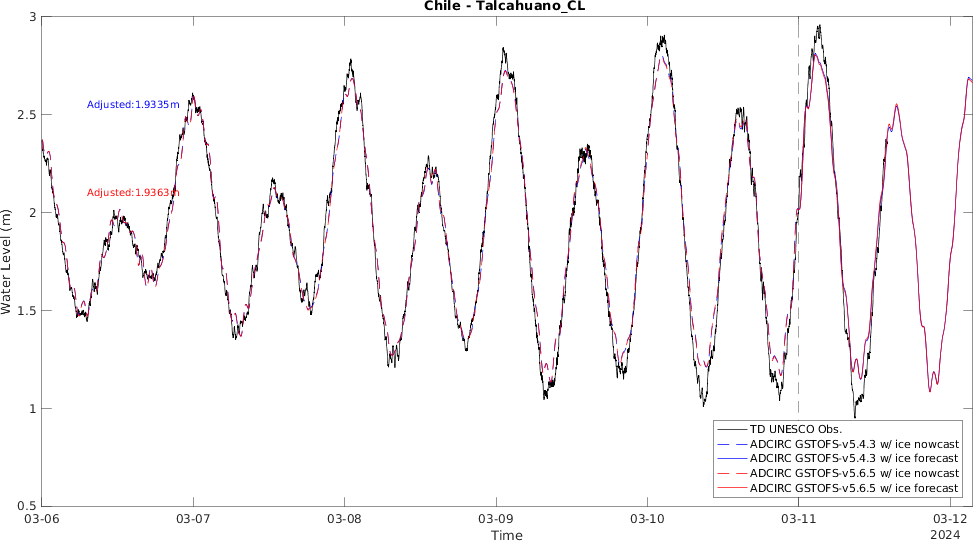 Chile - Talcahuano_CL
3
2.5
2
1.5
1
0.5
Water Level (m)
Adjusted:1.9335m
Adjusted:1.9363m
TD UNESCO Obs.
ADCIRC GSTOFS-v5.4.3 w/ ice nowcast
ADCIRC GSTOFS-v5.4.3 w/ ice forecast
ADCIRC GSTOFS-v5.6.5 w/ ice nowcast
ADCIRC GSTOFS-v5.6.5 w/ ice forecast
03-06 03-07 03-08 03-09 03-10 03-11 03-12
Time
2024